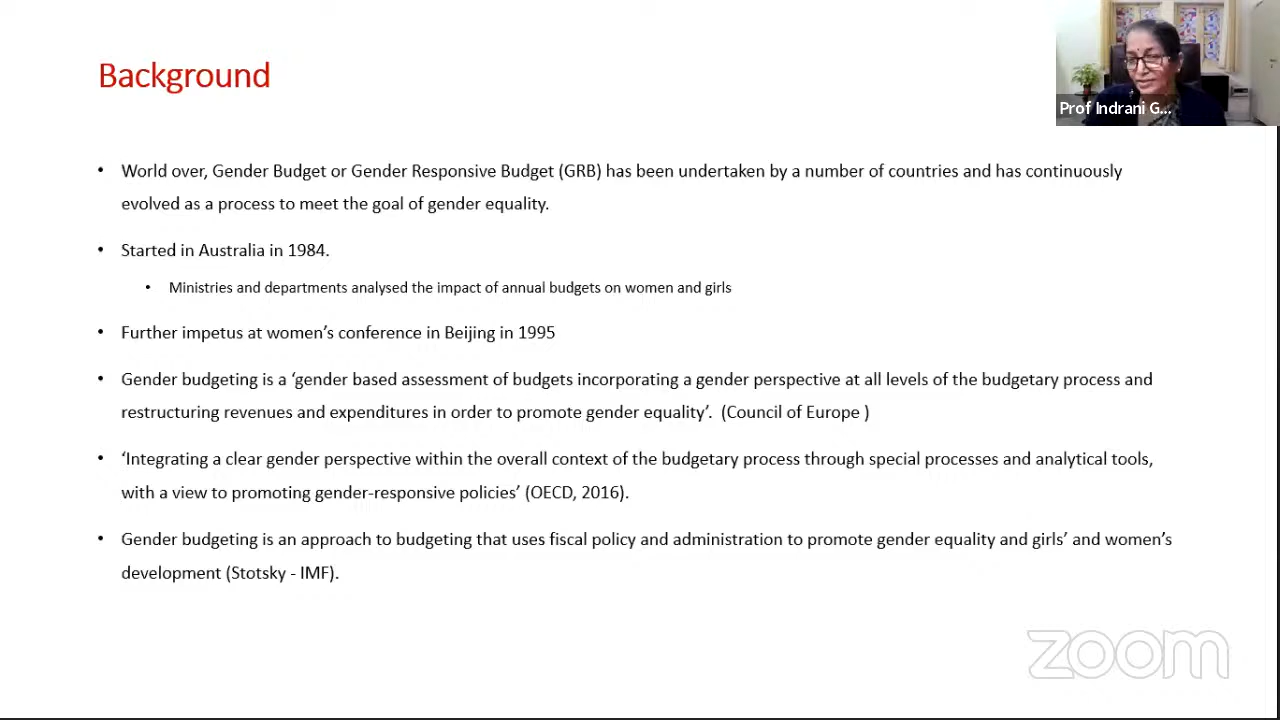 Background
Prof Indrani G...
• World over, Gender Budget or Gender Responsive Budget (GRB) has been undertaken by a number of countries and has continuously
evolved as a process to meet the goal of gender equality.
• Started in Australia in 1984.
• Ministries and departments analysed the impact of annual budgets on women and girls
• Further impetus at women’s conference in Beijing in 1995
• Gender budgeting is a ‘gender based assessment of budgets incorporating a gender perspective at all levels of the budgetary process and
restructuring revenues and expenditures in order to promote gender equality’. (Council of Europe )
• ‘Integrating a clear gender perspective within the overall context of the budgetary process through special processes and analytical tools,
with a view to promoting gender-responsive policies’ (OECD, 2016).
• Gender budgeting is an approach to budgeting that uses fiscal policy and administration to promote gender equality and girls’ and women’s
development (Stotsky - IMF).
zoom